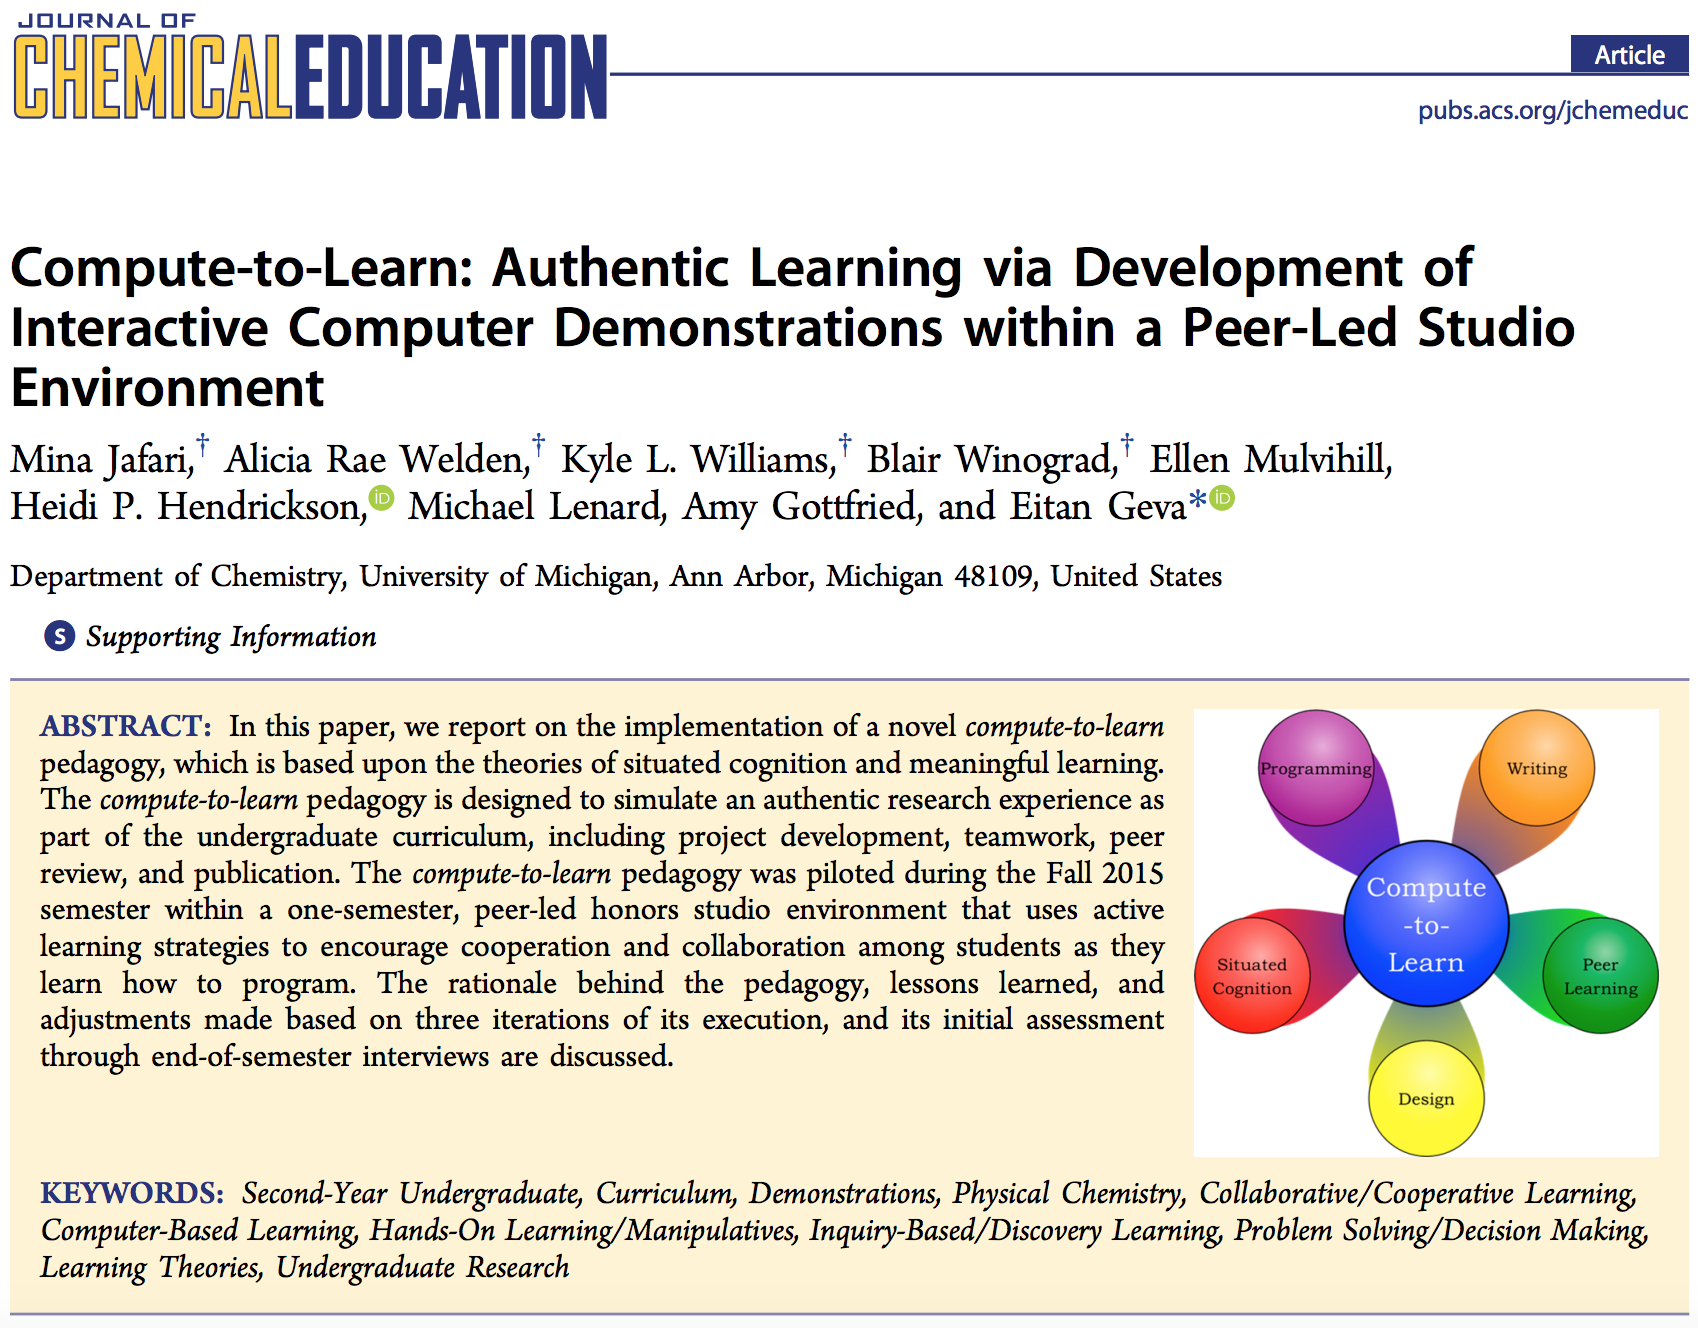 JOURNAL OF
CHEMICALEDUCATION
Article
pubs.acs.org/jchemeduc
Compute-to-Learn: Authentic Learning via Development of
Interactive Computer Demonstrations within a Peer-Led Studio
Environment
Mina Jafari,† Alicia Rae Welden,† Kyle L. Williams,† Blair Winograd,† Ellen Mulvihill,
Heidi P. Hendrickson,iD Michael Lenard, Amy Gottfried, and Eitan Geva*iD
Department of Chemistry, University of Michigan, Ann Arbor, Michigan 48109, United States
S Supporting Information
ABSTRACT: In this paper, we report on the implementation of a novel compute-to-learn
pedagogy, which is based upon the theories of situated cognition and meaningful learning.
The compute-to-learn pedagogy is designed to simulate an authentic research experience as
part of the undergraduate curriculum, including project development, teamwork, peer
review, and publication. The compute-to-learn pedagogy was piloted during the Fall 2015
semester within a one-semester, peer-led honors studio environment that uses active
learning strategies to encourage cooperation and collaboration among students as they
learn how to program. The rationale behind the pedagogy, lessons learned, and
adjustments made based on three iterations of its execution, and its initial assessment
through end-of-semester interviews are discussed.
Programming
Writing
Compute
-to-
Learn
Situated
Cognition
Peer
Learning
Design
KEYWORDS: Second-Year Undergraduate, Curriculum, Demonstrations, Physical Chemistry, Collaborative/Cooperative Learning,
Computer-Based Learning, Hands-On Learning/Manipulatives, Inquiry-Based/Discovery Learning, Problem Solving/Decision Making,
Learning Theories, Undergraduate Research